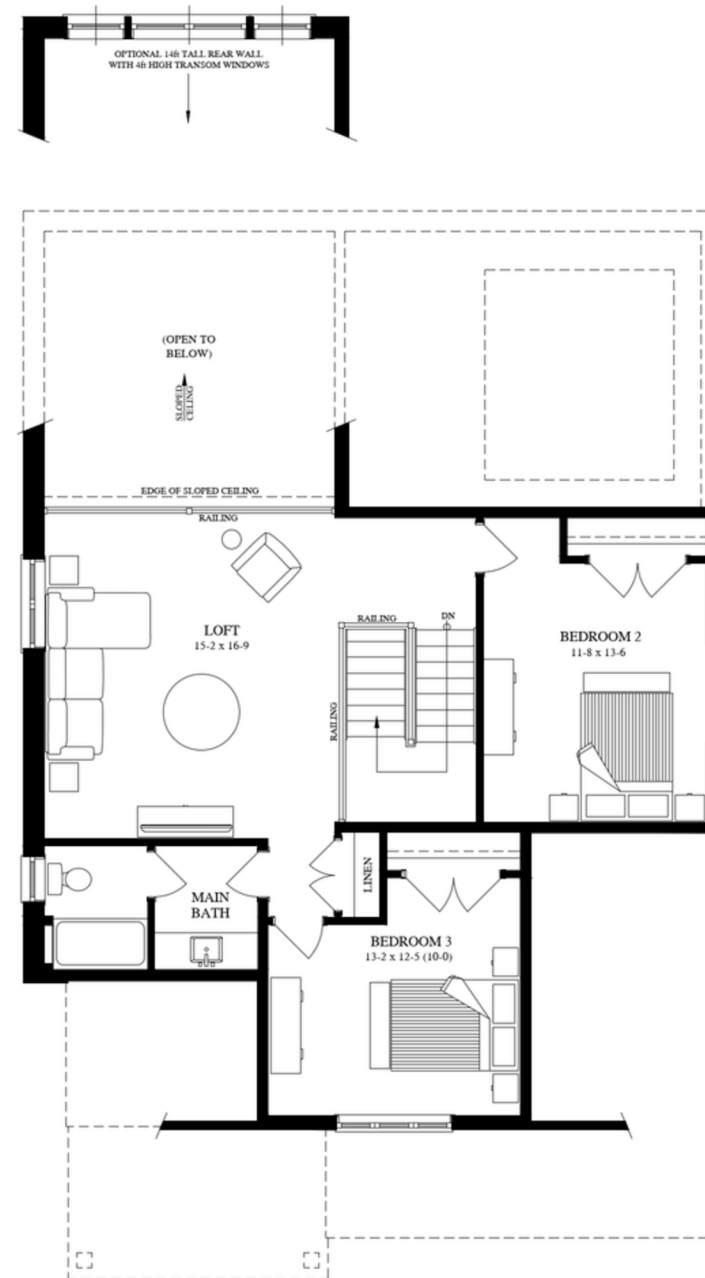 OPTIONAL 14ft TALL REAR WALL
WITH 4ft HIGH TRANSOM WINDOWS
(OPEN TO
BELOW)
SLOPED
CELING
EDGE OF SLOPED CEILING
RAILING
LOFT
15-2 x 16-9
RAILING
DN
RAILING
BEDROOM 2
11-8 x 13-6
MAIN
BATH
LINEN
BEDROOM 3
13-2 x 12-5 (10-0)